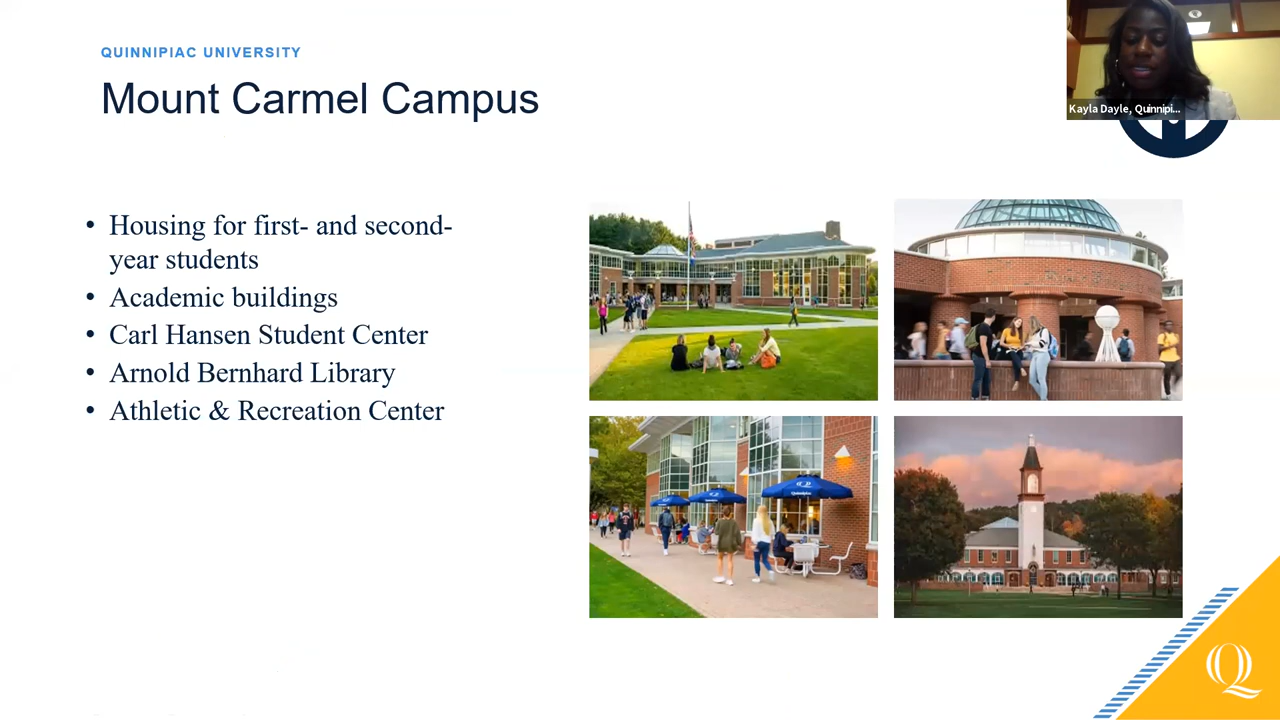 QUINNIPIAC UNIVERSITY
Mount Carmel Campus
Kayla Dayle, Quinnipi...
• Housing for first- and second-
year students
• Academic buildings
• Carl Hansen Student Center
• Arnold Bernhard Library
• Athletic & Recreation Center
Quinnipiac
Q